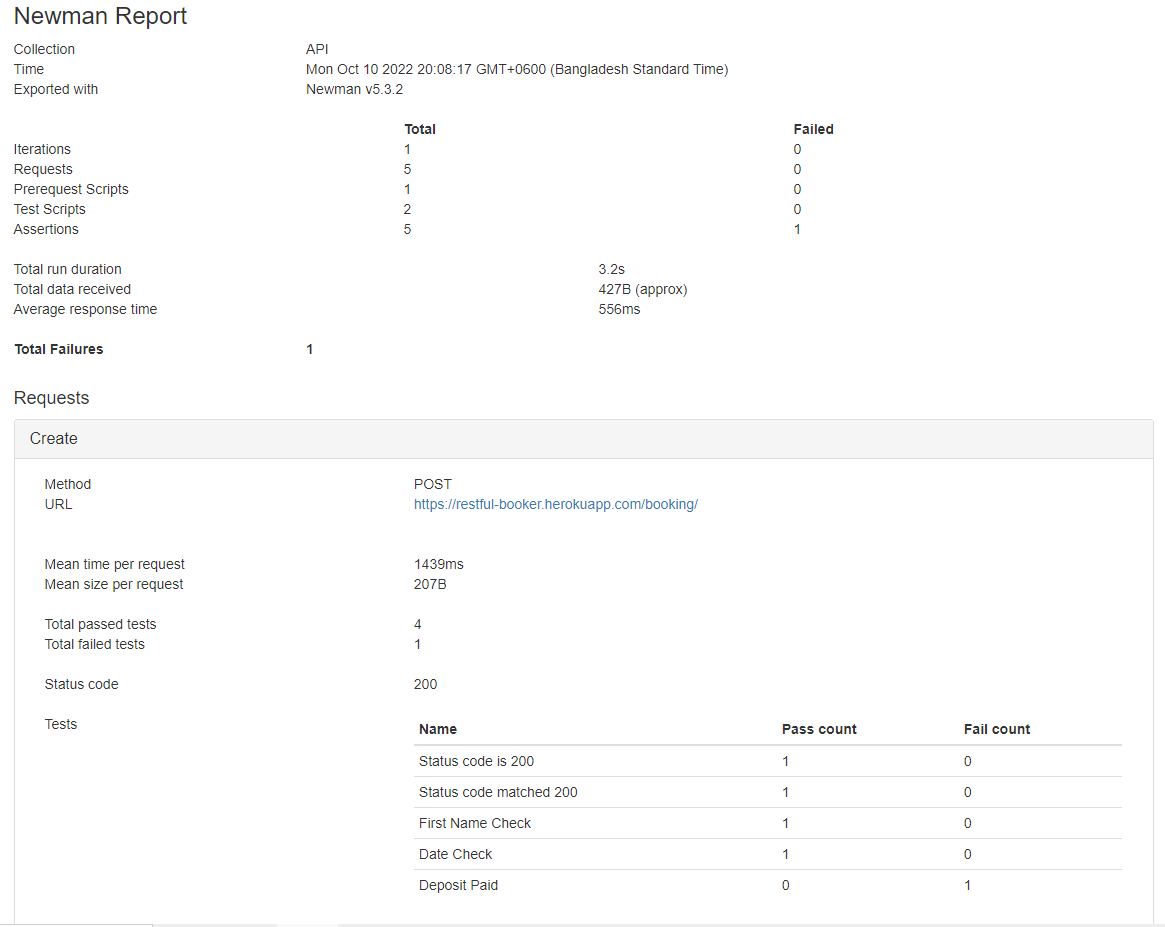 Newman Report
Collection API
Time Mon Oct 10 2022 20:08:17 GMT+0600 (Bangladesh Standard Time)
Exported with Newman v5.3.2
Total Failed
Iterations 1 0
Requests 5 0
Prerequest Scripts 1 0
Test Scripts 2 0
Assertions 5 1
Total run duration 3.2s
Total data received 427B (approx)
Average response time 556ms
Total Failures 1
Requests
Create
Method POST
URL https://restful-booker.herokuapp.com/booking/
Mean time per request 1439ms
Mean size per request 207B
Total passed tests 4
Total failed tests 1
Status code 200
Tests Name Pass count Fail count
Status code is 200 1 0
Status code matched 200 1 0
First Name Check 1 0
Date Check 1 0
Deposit Paid 0 1